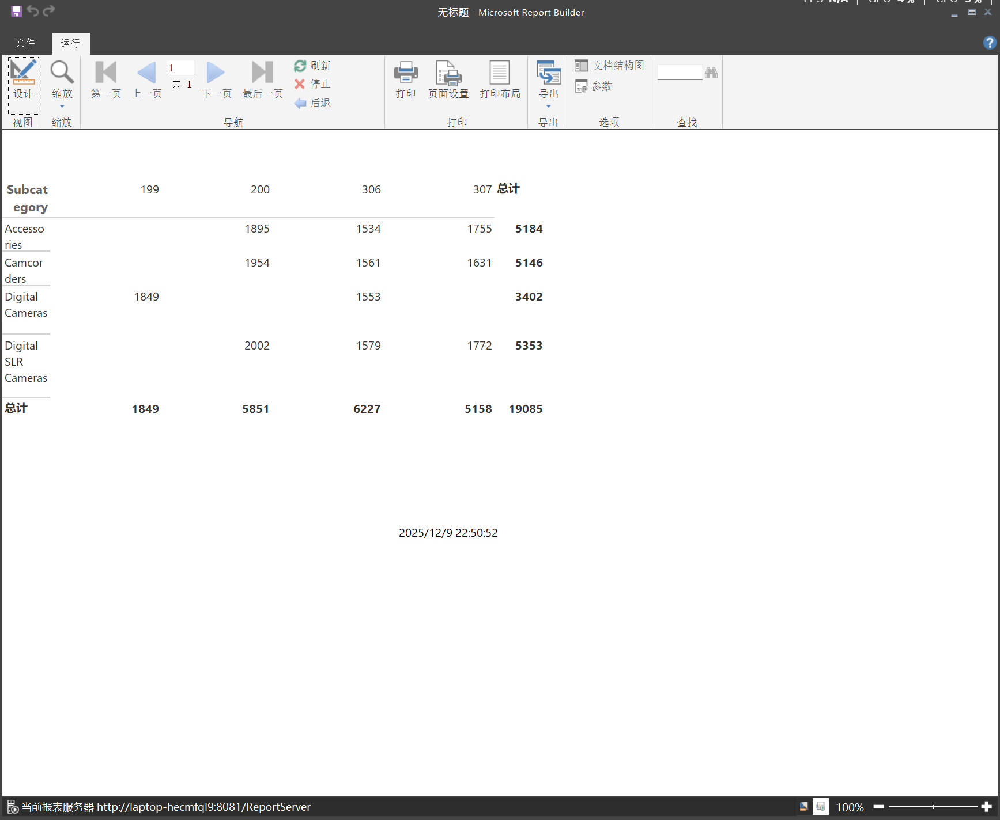 无标题 - Microsoft Report Builder
文件
运行
设计
缩放
第一页
上一页
1
共 1
下一页
最后一页
刷新
停止
后退
打印
页面设置
打印布局
导出
文档结构图
参数
视图
缩放
导航
打印
导出
选项
查找
Subcat
egory
199
200
306
307
总计
Accesso
ries
1895
1534
1755
5184
Camcor
ders
1954
1561
1631
5146
Digital
Cameras
1849
1553
3402
Digital
SLR
Cameras
2002
1579
1772
5353
总计
1849
5851
6227
5158
19085
2025/12/9 22:50:52
当前报表服务器 http://laptop-hecmfql9:8081/ReportServer
100%